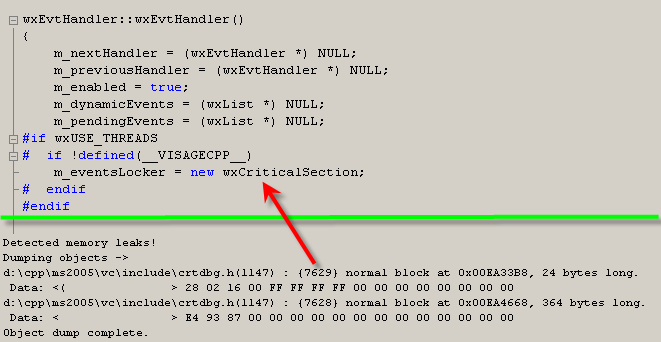 wxEvtHandler::wxEvtHandler()
{
m_nextHandler = (wxEvtHandler *) NULL;
m_previousHandler = (wxEvtHandler *) NULL;
m_enabled = true;
m_dynamicEvents = (wxList *) NULL;
m_pendingEvents = (wxList *) NULL;
#if wxUSE_THREADS
#  if !defined(__VISAGECPP__)
m_eventsLocker = new wxCriticalSection;
#  endif
#endif
Detected memory leaks!
Dumping objects ->
d:\cpp\ms2005\vc\include\crtdbg.h(1147) : {7629} normal block at 0x00EA33B8, 24 bytes long.
Data: <(               > 28 02 16 00 FF FF FF FF 00 00 00 00 00 00 00 00
d:\cpp\ms2005\vc\include\crtdbg.h(1147) : {7628} normal block at 0x00EA4668, 364 bytes long.
Data: <                > E4 93 87 00 00 00 00 00 00 00 00 00 00 00 00 00
Object dump complete.